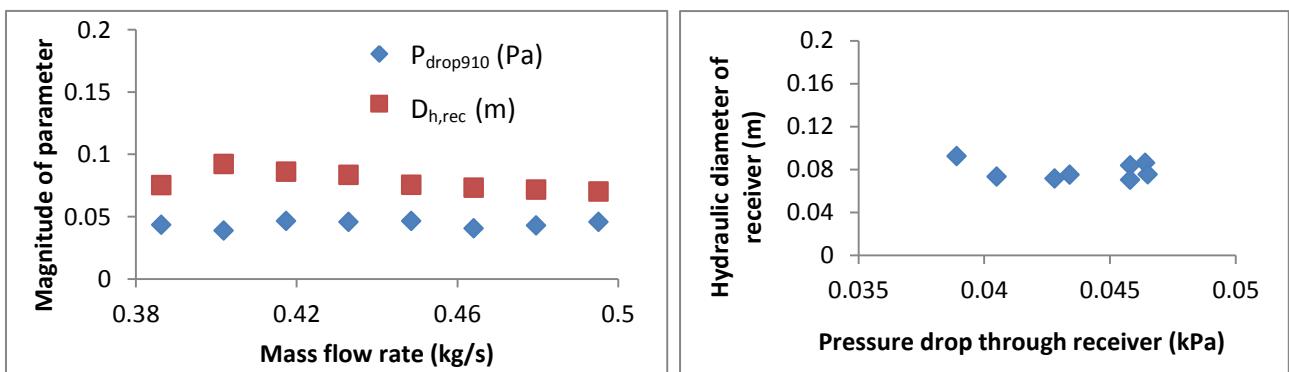 0.2
0.15
0.1
0.05
0
Magnitude of parameter
P_drop910 (Pa)
D_h,rec (m)
0.38
0.42
0.46
0.5
Mass flow rate (kg/s)
0.2
0.16
0.12
0.08
0.04
0
Hydraulic diameter of
receiver (m)
0.035
0.04
0.045
0.05
Pressure drop through receiver (kPa)